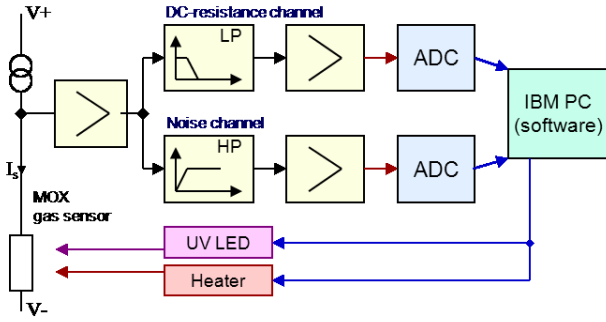 V+
DC-resistance channel
LP
ADC
IBM PC
(software)
Noise channel
HP
ADC
Is
MOX
gas sensor
UV LED
Heater
V-